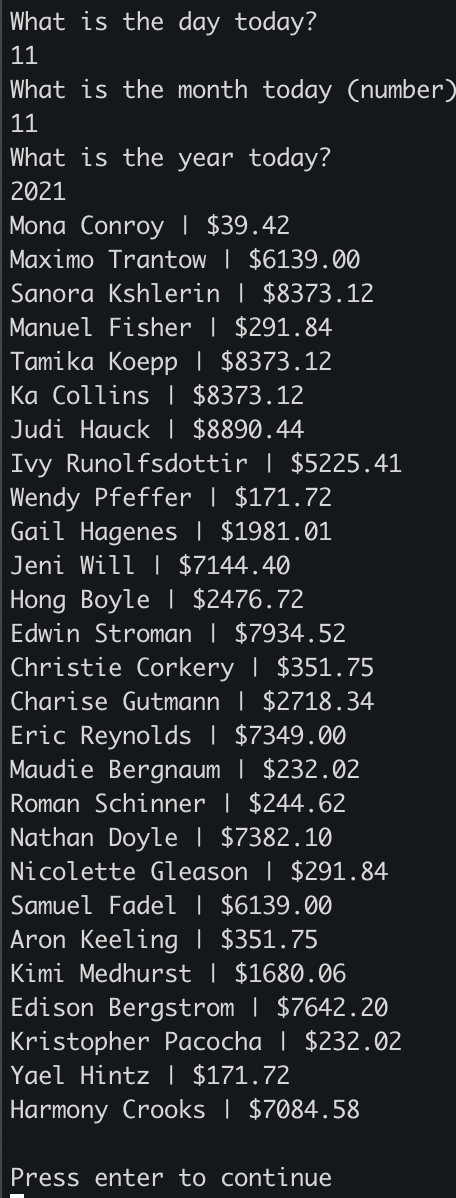 What is the day today?
11
What is the month today (number)
11
What is the year today?
2021
Mona Conroy | $39.42
Maximo Trantow | $6139.00
Sanora Kshlerin | $8373.12
Manuel Fisher | $291.84
Tamika Koepp | $8373.12
Ka Collins | $8373.12
Judi Hauck | $8890.44
Ivy Runolfsdottir | $5225.41
Wendy Pfeffer | $171.72
Gail Hagenes | $1981.01
Jeni Will | $7144.40
Hong Boyle | $2476.72
Edwin Stroman | $7934.52
Christie Corkery | $351.75
Charise Gutmann | $2718.34
Eric Reynolds | $7349.00
Maudie Bergnaum | $232.02
Roman Schinner | $244.62
Nathan Doyle | $7382.10
Nicolette Gleason | $291.84
Samuel Fadel | $6139.00
Aron Keeling | $351.75
Kimi Medhurst | $1680.06
Edison Bergstrom | $7642.20
Kristopher Pacocha | $232.02
Yael Hintz | $171.72
Harmony Crooks | $7084.58
Press enter to continue